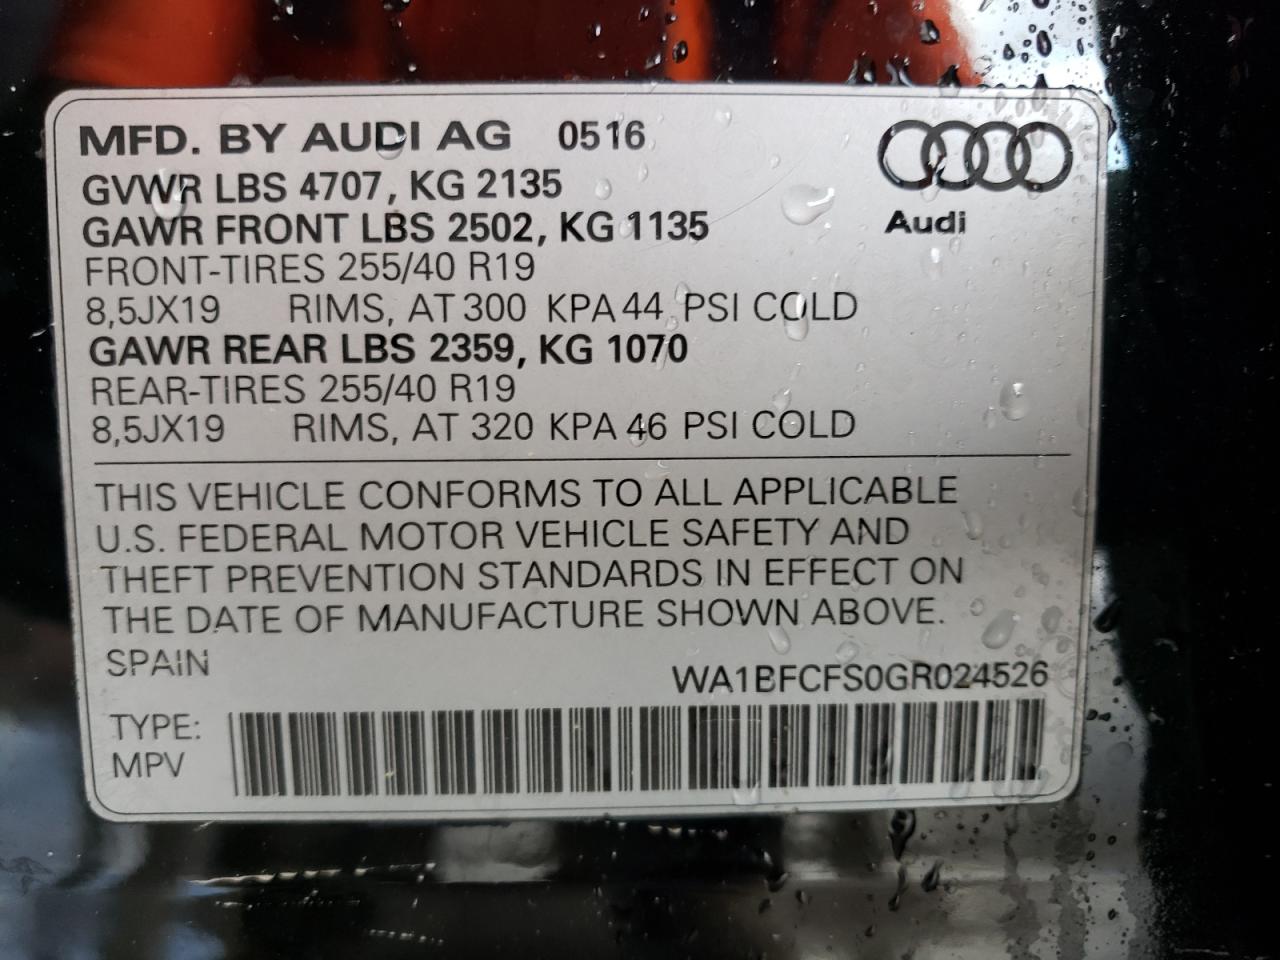 MFD. BY AUDI AG 0516
Audi
GVWR LBS 4707, KG 2135
GAWR FRONT LBS 2502, KG 1135
FRONT-TIRES 255/40 R19
8,5JX19 RIMS, AT 300 KPA 44 PSI COLD
GAWR REAR LBS 2359, KG 1070
REAR-TIRES 255/40 R19
8,5JX19 RIMS, AT 320 KPA 46 PSI COLD
THIS VEHICLE CONFORMS TO ALL APPLICABLE
U.S. FEDERAL MOTOR VEHICLE SAFETY AND
THEFT PREVENTION STANDARDS IN EFFECT ON
THE DATE OF MANUFACTURE SHOWN ABOVE.
SPAIN
WA1BFCFS0GR024526
TYPE:
MPV